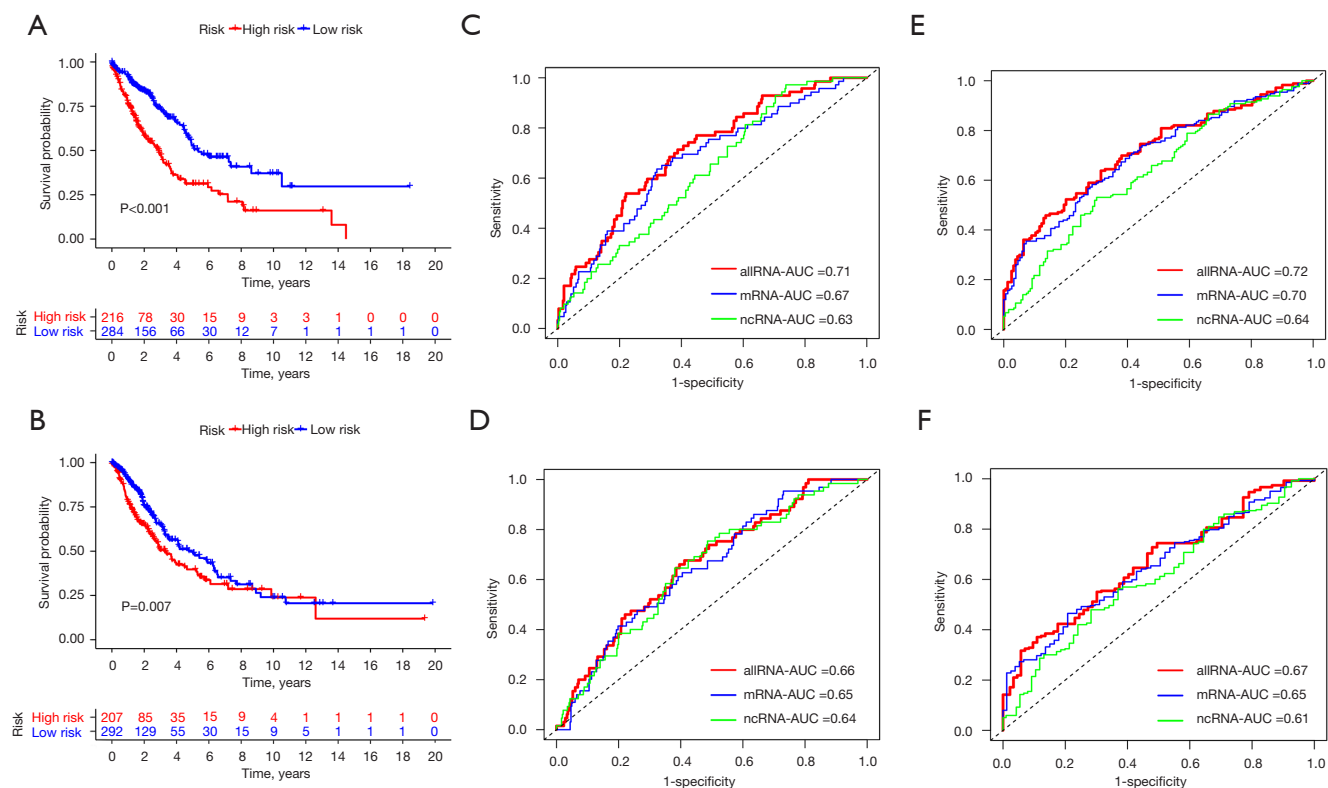 A
Risk High risk Low risk
Survival probability
1.00
0.75
0.50
0.25
0.00
P<0.001
0 2 4 6 8 10 12 14 16 18 20
Time, years
Risk
High risk 216 78 30 15 9 3 3 1 0 0 0
Low risk 284 156 66 30 12 7 1 1 1 1 0
0 2 4 6 8 10 12 14 16 18 20
Time, years
B
Risk High risk Low risk
Survival probability
1.00
0.75
0.50
0.25
0.00
P=0.007
0 2 4 6 8 10 12 14 16 18 20
Time, years
Risk
High risk 207 85 35 15 9 4 1 1 1 1 0
Low risk 292 129 55 30 15 9 5 1 1 1 0
0 2 4 6 8 10 12 14 16 18 20
Time, years
C
Sensitivity
1.0
0.8
0.6
0.4
0.2
0.0
allRNA-AUC =0.71
mRNA-AUC =0.67
ncRNA-AUC =0.63
0.0 0.2 0.4 0.6 0.8 1.0
1-specificity
D
Sensitivity
1.0
0.8
0.6
0.4
0.2
0.0
allRNA-AUC =0.66
mRNA-AUC =0.65
ncRNA-AUC =0.64
0.0 0.2 0.4 0.6 0.8 1.0
1-specificity
E
Sensitivity
1.0
0.8
0.6
0.4
0.2
0.0
allRNA-AUC =0.72
mRNA-AUC =0.70
ncRNA-AUC =0.64
0.0 0.2 0.4 0.6 0.8 1.0
1-specificity
F
Sensitivity
1.0
0.8
0.6
0.4
0.2
0.0
allRNA-AUC =0.67
mRNA-AUC =0.65
ncRNA-AUC =0.61
0.0 0.2 0.4 0.6 0.8 1.0
1-specificity